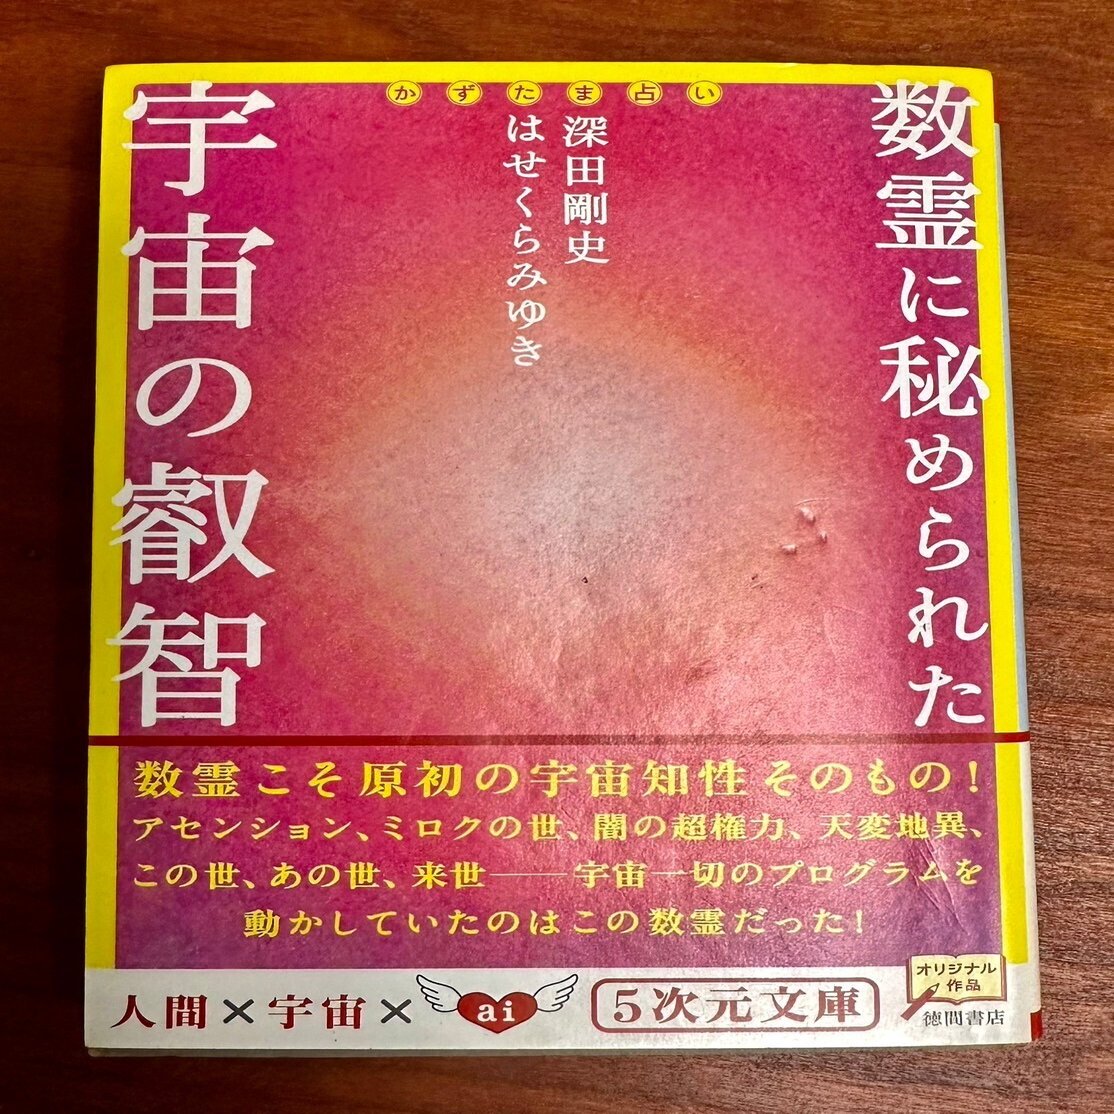 かずたま占い
数霊に秘められた
深田剛史
はせくらみゆき
宇宙の叡智
数霊こそ原初の宇宙知性そのもの!
アセンション、ミロクの世、闇の超権力、天変地異、
この世、あの世、来世──宇宙一切のプログラムを
動かしていたのはこの数霊だった!
人間×宇宙×ai
5次元文庫
オリジナル
作品
徳間書店